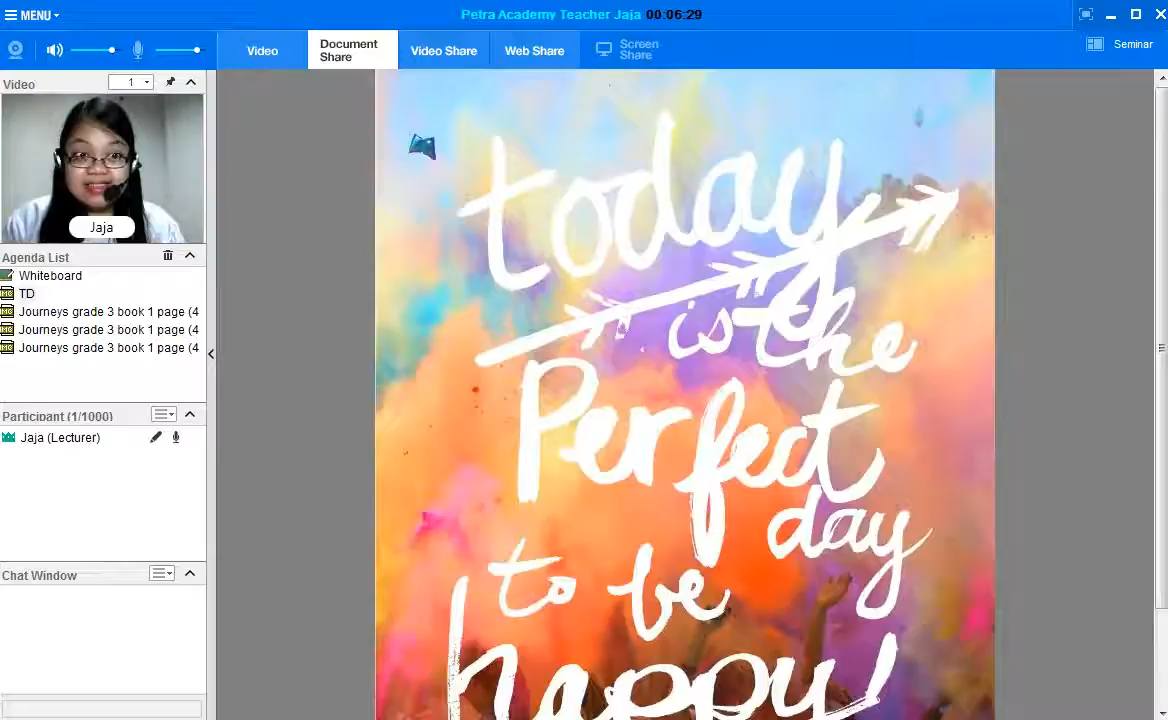 MENU
Petra Academy Teacher Jaja 00:06:29
Video
Document Share
Video Share
Web Share
Screen Share
Seminar
Video
1
Jaja
Agenda List
Whiteboard
TD
Journeys grade 3 book 1 page (4
Journeys grade 3 book 1 page (4
Journeys grade 3 book 1 page (4
Participant (1/1000)
Jaja (Lecturer)
Chat Window
today
is the
Perfect
day
to be
happy!